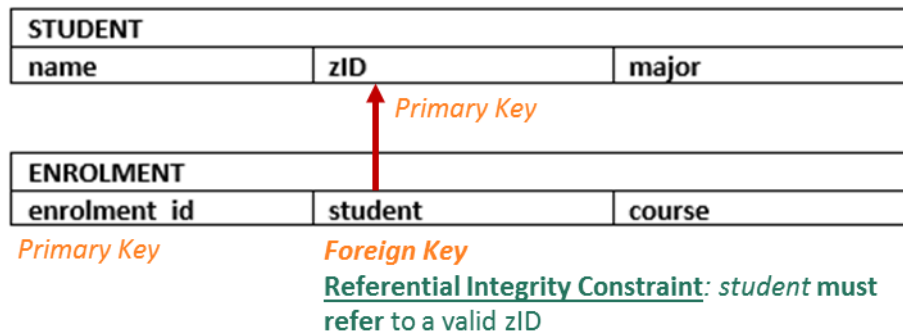 STUDENT
name zID major
Primary Key
ENROLMENT
enrolment_id student course
Primary Key Foreign Key
Referential Integrity Constraint: student must
refer to a valid zID